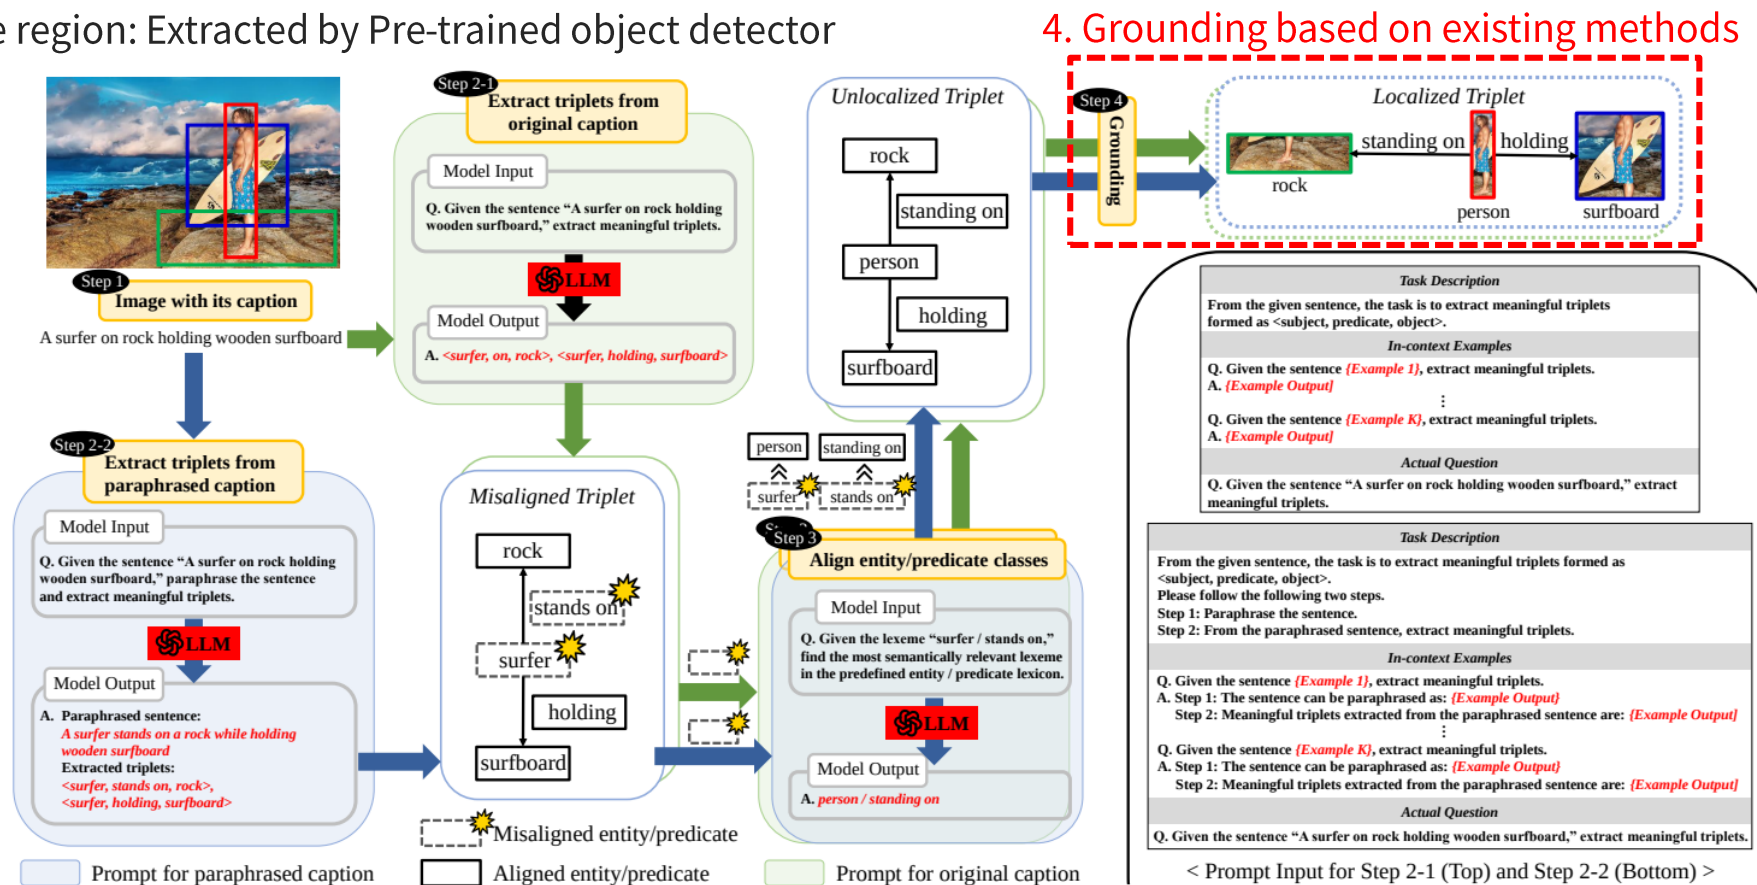 region: Extracted by Pre-trained object detector
4. Grounding based on existing methods
Step 1
Image with its caption
A surfer on rock holding wooden surfboard
Step 2-1
Extract triplets from
original caption
Model Input
Q. Given the sentence “A surfer on rock holding
wooden surfboard,” extract meaningful triplets.
LLM
Model Output
A. <surfer, on, rock>, <surfer, holding, surfboard>
Step 2-2
Extract triplets from
paraphrased caption
Model Input
Q. Given the sentence “A surfer on rock holding
wooden surfboard,” paraphrase the sentence
and extract meaningful triplets.
LLM
Model Output
A. Paraphrased sentence:
A surfer stands on a rock while holding
wooden surfboard
Extracted triplets:
<surfer, stands on, rock>,
<surfer, holding, surfboard>
Misaligned Triplet
rock
stands on
surfer
holding
surfboard
Step 3
Align entity/predicate classes
Model Input
Q. Given the lexeme “surfer / stands on,”
find the most semantically relevant lexeme
in the predefined entity / predicate lexicon.
LLM
Model Output
A. person / standing on
person
standing on
surfer
stands on
Unlocalized Triplet
rock
standing on
person
holding
surfboard
Step 4
Grounding
Localized Triplet
standing on
holding
rock
person
surfboard
Task Description
From the given sentence, the task is to extract meaningful triplets
formed as <subject, predicate, object>.
In-context Examples
Q. Given the sentence {Example 1}, extract meaningful triplets.
A. {Example Output]
⋮
Q. Given the sentence {Example K}, extract meaningful triplets.
A. {Example Output]
Actual Question
Q. Given the sentence “A surfer on rock holding wooden surfboard,” extract
meaningful triplets.
Task Description
From the given sentence, the task is to extract meaningful triplets formed as
<subject, predicate, object>.
Please follow the following two steps.
Step 1: Paraphrase the sentence.
Step 2: From the paraphrased sentence, extract meaningful triplets.
In-context Examples
Q. Given the sentence {Example 1}, extract meaningful triplets.
A. Step 1: The sentence can be paraphrased as: {Example Output}
Step 2: Meaningful triplets extracted from the paraphrased sentence are: {Example Output]
⋮
Q. Given the sentence {Example K}, extract meaningful triplets.
A. Step 1: The sentence can be paraphrased as: {Example Output}
Step 2: Meaningful triplets extracted from the paraphrased sentence are: {Example Output]
Actual Question
Q. Given the sentence “A surfer on rock holding wooden surfboard,” extract meaningful triplets.
< Prompt Input for Step 2-1 (Top) and Step 2-2 (Bottom) >
Misaligned entity/predicate
Prompt for paraphrased caption
Aligned entity/predicate
Prompt for original caption